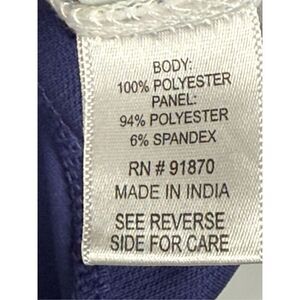 BODY:
100% POLYESTER
PANEL:
94% POLYESTER
6% SPANDEX
RN # 91870
MADE IN INDIA
SEE REVERSE
SIDE FOR CARE